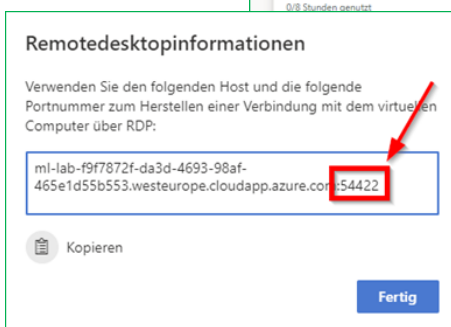 0/8 Stunden genutzt
Remotedesktopinformationen
Verwenden Sie den folgenden Host und die folgende
Portnummer zum Herstellen einer Verbindung mit dem virtuellen
Computer über RDP:
ml-lab-f9f7872f-da3d-4693-98af-
465e1d55b553.westeurope.cloudapp.azure.com:54422
Kopieren
Fertig